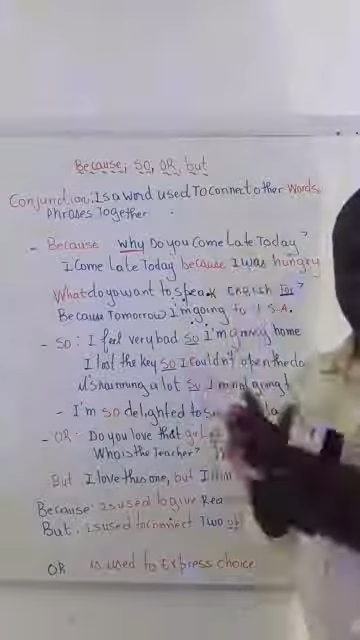 Because, SO, OR, but
Conjunction: Is a word used To connect other Words,
Phrases Together
- Because why Do you Come Late Today?
I Come Late Today because I was hungry
What do you want to speak English for?
Because Tomorrow I'm going to U.S.A.
- SO: I feel very bad SO I'm going home
I lost the key SO I couldn't open the do
it's raining a lot SO I'm not going t
- I'm SO delighted to
- OR: Do you love that
Who is the Teacher?
But I love this one, but
Because: Is used to give Rea
But: is used to connect Two
OR is used to Express choice